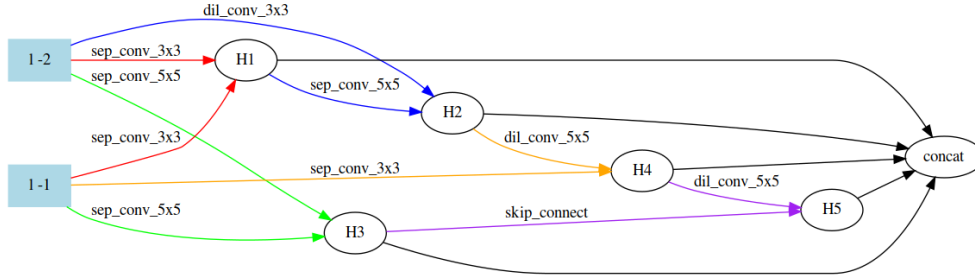 dil_conv_3x3
1 -2
sep_conv_3x3
H1
sep_conv_5x5
sep_conv_5x5
H2
sep_conv_3x3
dil_conv_5x5
concat
sep_conv_3x3
H4
1 -1
dil_conv_5x5
sep_conv_5x5
skip_connect
H5
H3